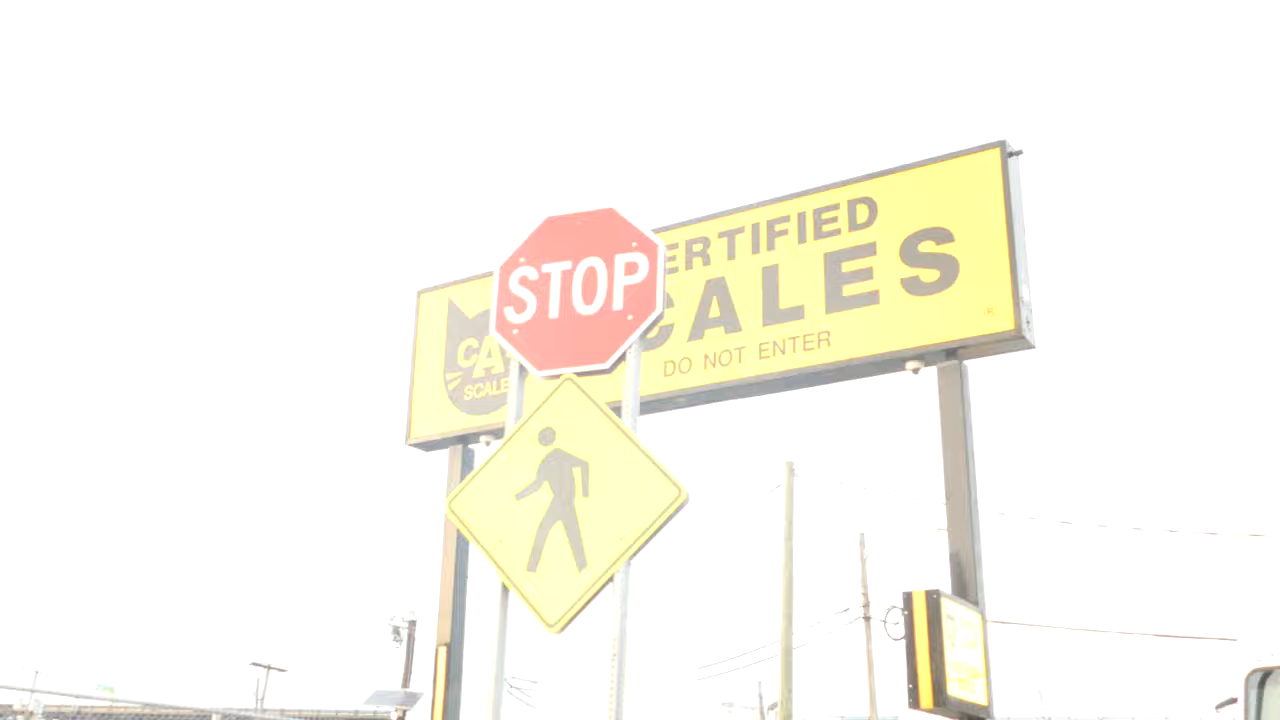 STOP
ERTIFIED
CALES
DO NOT ENTER
CA
SCALE